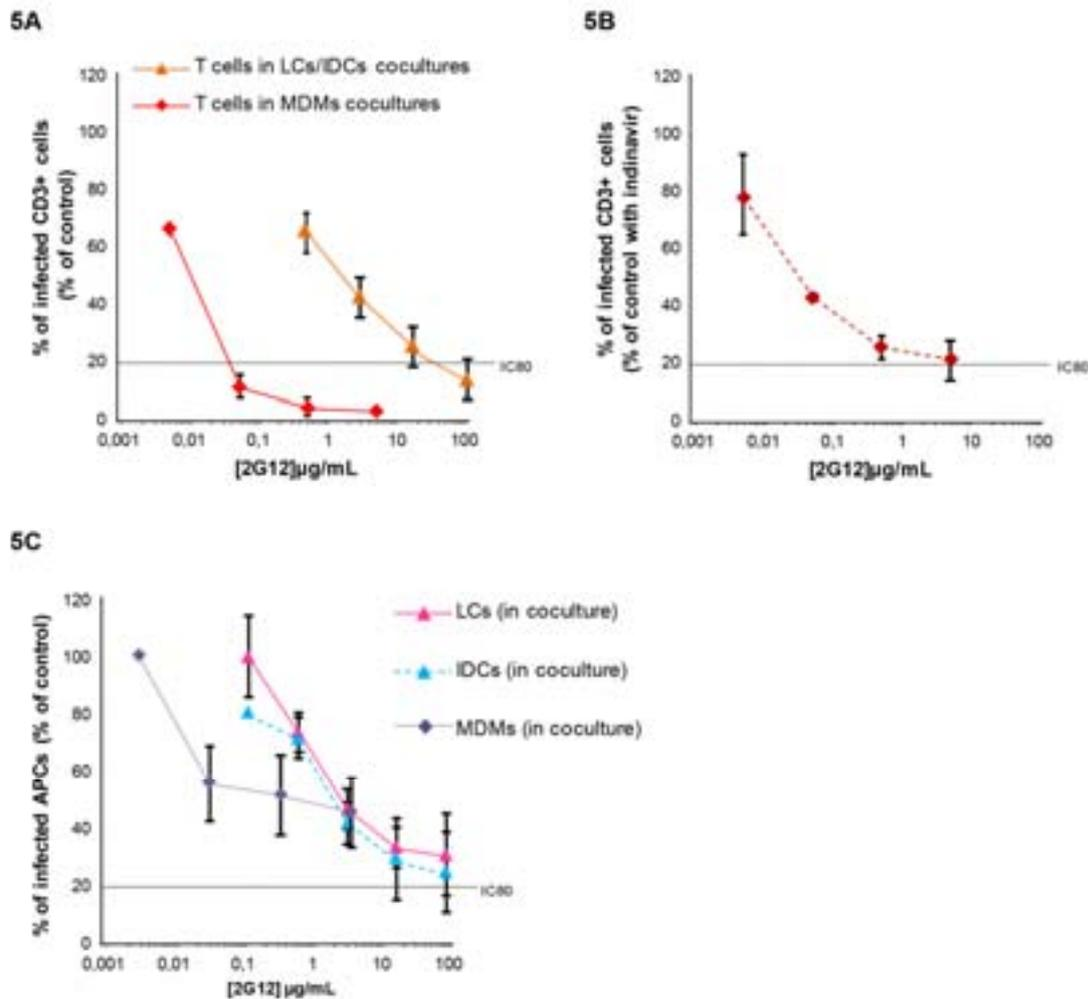 5A
T cells in LCs/IDCs cocultures
T cells in MDMs cocultures
% of infected CD3+ cells
(% of control)
120
100
80
60
40
20
0
IC80
0,001
0,01
0,1
1
10
100
[2G12]µg/mL
5B
% of infected CD3+ cells
(% of control with indinavir)
120
100
80
60
40
20
0
IC80
0,001
0,01
0,1
1
10
100
[2G12]µg/mL
5C
LCs (in coculture)
IDCs (in coculture)
MDMs (in coculture)
% of infected APCs (% of control)
120
100
80
60
40
20
0
IC80
0,001
0,01
0,1
1
10
100
[2G12] µg/mL